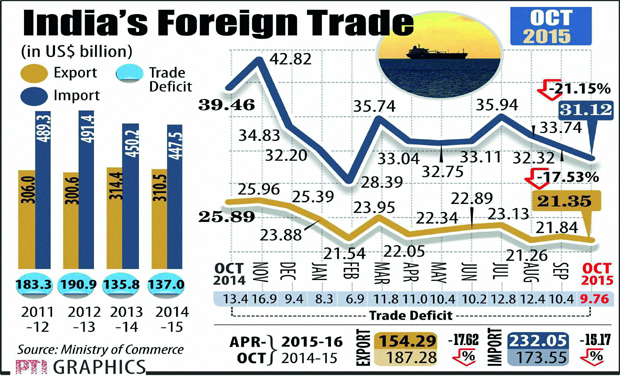 India's Foreign Trade
OCT
2015
(in US$ billion)
Export
Trade
Deficit
Import
306.0
489.3
300.6
491.4
314.4
450.2
310.5
447.5
183.3
190.9
135.8
137.0
2011
-12
2012
-13
2013
-14
2014
-15
39.46
42.82
34.83
32.20
28.39
35.74
33.04
32.75
33.11
35.94
32.32
33.74
-21.15%
31.12
25.89
25.96
23.88
25.39
21.54
23.95
22.05
22.34
22.89
23.13
21.26
21.84
-17.53%
21.35
OCT
2014
NOV
DEC
JAN
FEB
MAR
APR
MAY
JUN
JUL
AUG
SEP
OCT
2015
13.4 16.9 9.4 8.3 6.9 11.8 11.0 10.4 10.2 12.8 12.4 10.4 9.76
Trade Deficit
APR-
OCT
2015-16
2014-15
EXPORT
154.29
187.28
-17.62
%
IMPORT
232.05
173.55
-15.17
%
Source: Ministry of Commerce
PTI GRAPHICS